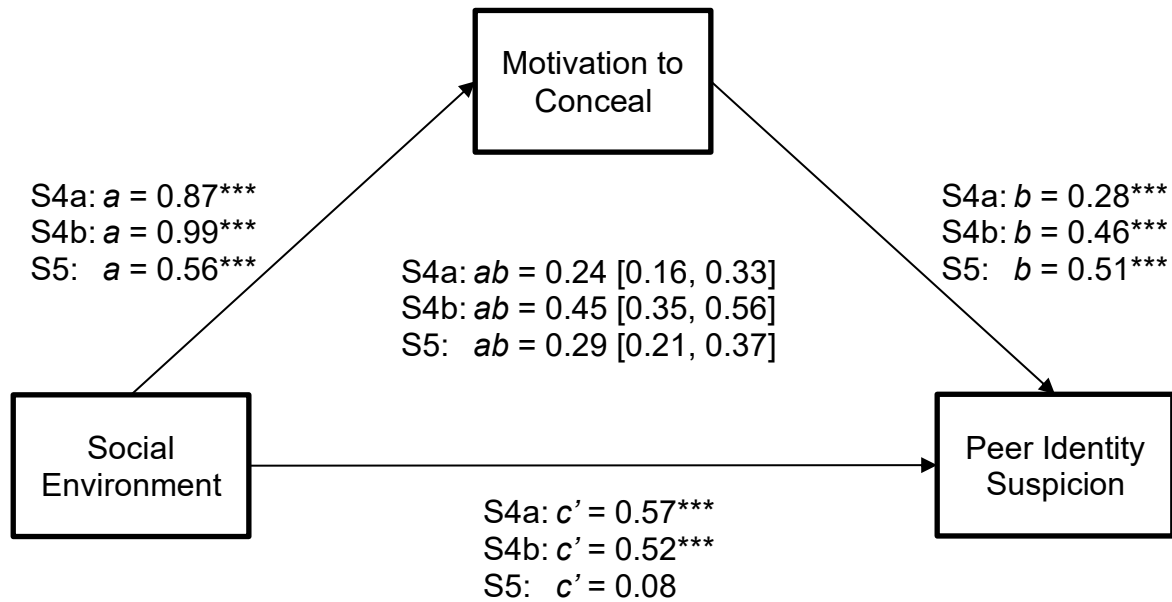 Motivation to
Conceal
S4a: a = 0.87***
S4b: a = 0.99***
S5: a = 0.56***
S4a: b = 0.28***
S4b: b = 0.46***
S5: b = 0.51***
S4a: ab = 0.24 [0.16, 0.33]
S4b: ab = 0.45 [0.35, 0.56]
S5: ab = 0.29 [0.21, 0.37]
Social
Environment
Peer Identity
Suspicion
S4a: c’ = 0.57***
S4b: c’ = 0.52***
S5: c’ = 0.08